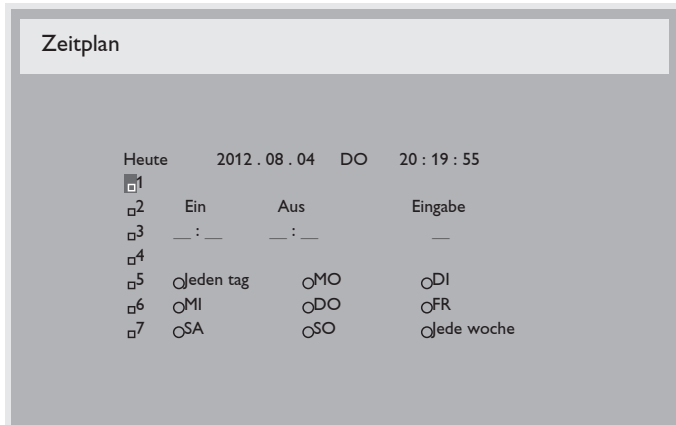 Zeitplan
Heute 2012 . 08 . 04 DO 20 : 19 : 55
1
2 Ein Aus Eingabe
3 __ : __ __ : __ __
4
5 Jeden tag MO DI
6 MI DO FR
7 SA SO Jede woche